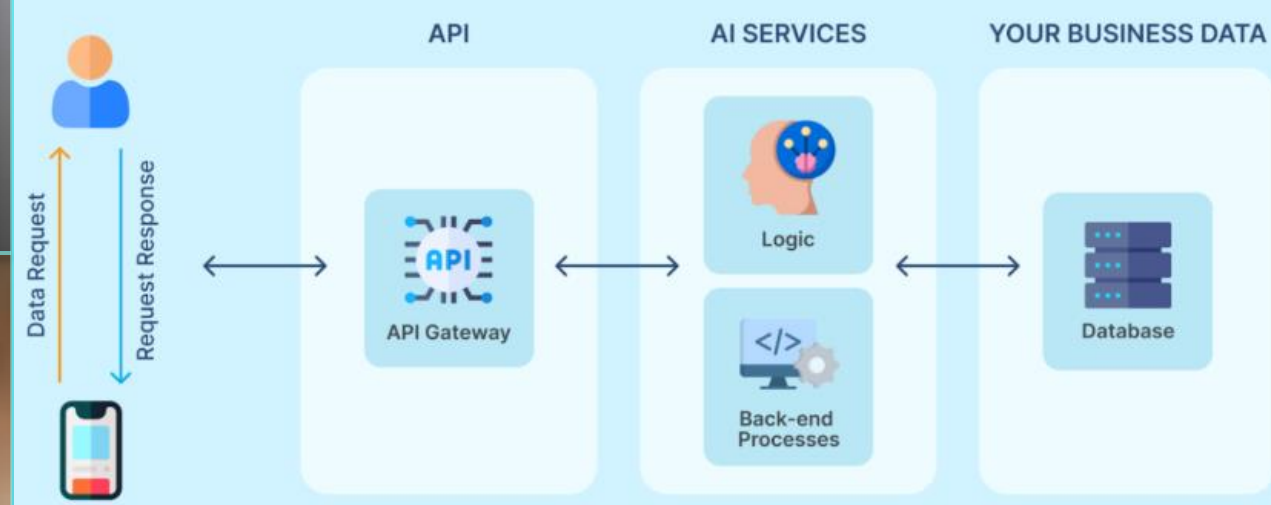 API
AI SERVICES
YOUR BUSINESS DATA
Data Request
Request Response
API
API Gateway
Logic
</>
Back-end
Processes
Database